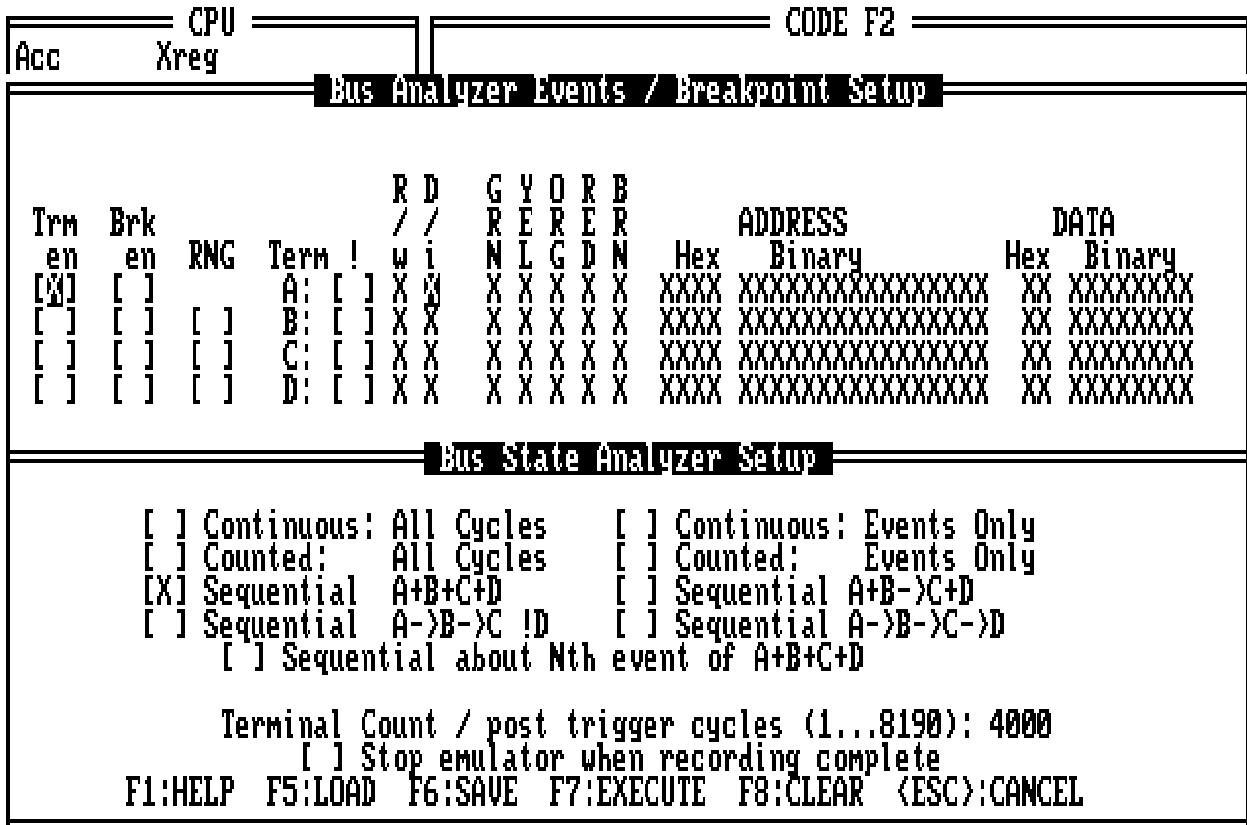 CPU CODE F2
Acc Xreg
Bus Analyzer Events / Breakpoint Setup
R D G Y O R B
Trm Brk / / R E R E R ADDRESS DATA
en en RNG Term ! w i N L G D N Hex Binary Hex Binary
[X] [ ] A: [ ] X X X X X X X XXXX XXXXXXXXXXXXXXXX XX XXXXXXXX
[ ] [ ] [ ] B: [ ] X X X X X X X XXXX XXXXXXXXXXXXXXXX XX XXXXXXXX
[ ] [ ] [ ] C: [ ] X X X X X X X XXXX XXXXXXXXXXXXXXXX XX XXXXXXXX
[ ] [ ] [ ] D: [ ] X X X X X X X XXXX XXXXXXXXXXXXXXXX XX XXXXXXXX
Bus State Analyzer Setup
[ ] Continuous: All Cycles [ ] Continuous: Events Only
[ ] Counted: All Cycles [ ] Counted: Events Only
[X] Sequential A+B+C+D [ ] Sequential A+B->C+D
[ ] Sequential A->B->C !D [ ] Sequential A->B->C->D
[ ] Sequential about Nth event of A+B+C+D
Terminal Count / post trigger cycles (1...8190): 4000
[ ] Stop emulator when recording complete
F1:HELP F5:LOAD F6:SAVE F7:EXECUTE F8:CLEAR <ESC>:CANCEL